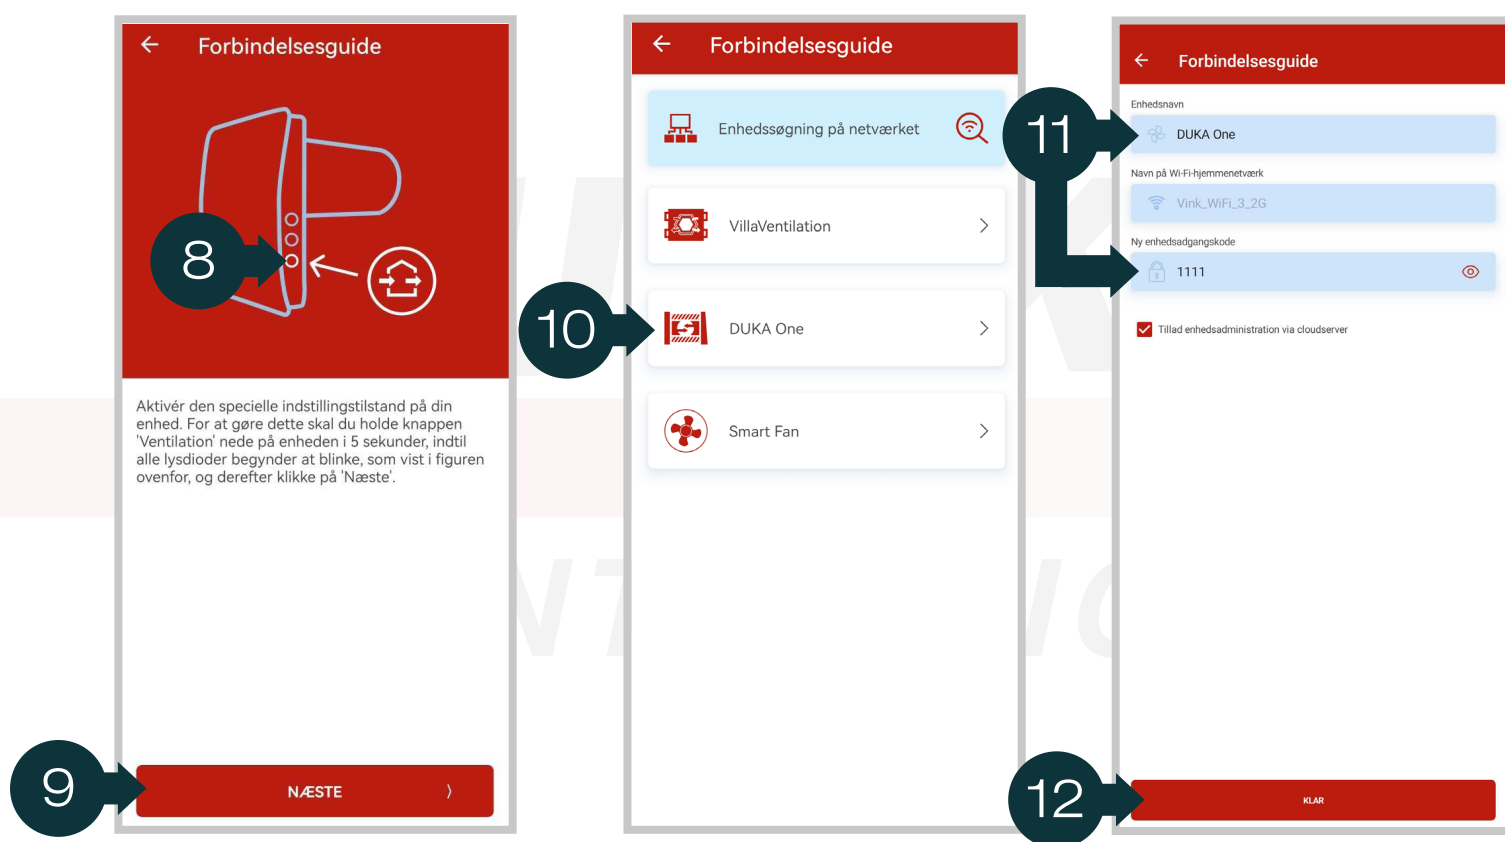 Forbindelsesguide
8
Aktivér den specielle indstillingstilstand på din
enhed. For at gøre dette skal du holde knappen
'Ventilation' nede på enheden i 5 sekunder, indtil
alle lysdioder begynder at blinke, som vist i figuren
ovenfor, og derefter klikke på 'Næste'.
9
NÆSTE
Forbindelsesguide
Enhedssøgning på netværket
VillaVentilation
10
DUKA One
Smart Fan
Forbindelsesguide
11
Enhedsnavn
DUKA One
Navn på Wi-Fi-hjemmenetværk
Vink_WiFi_3_2G
Ny enhedsadgangskode
1111
Tillad enhedsadministration via cloudserver
12
KLAR